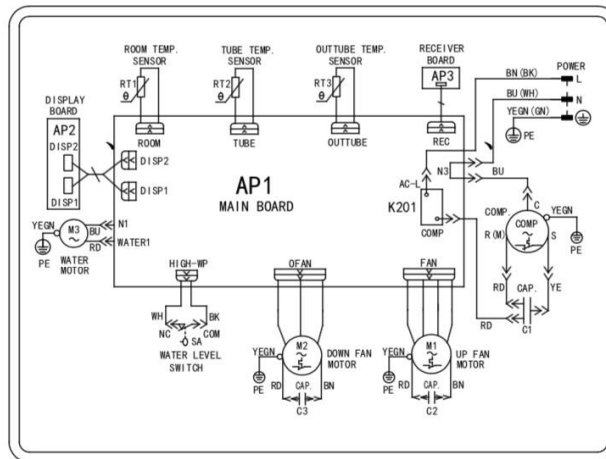 ROOM TEMP.
SENSOR
TUBE TEMP.
SENSOR
OUTTUBE TEMP.
SENSOR
RECEIVER
BOARD
AP3
POWER
BN(BK)
L
BU(WH)
N
YEGN(GN)
PE
RT1
θ
RT2
θ
RT3
θ
DISPLAY
BOARD
AP2
DISP2
DISP1
ROOM
TUBE
OUTTUBE
REC
DISP2
DISP1
AP1
MAIN BOARD
AC-L
K201
COMP
N3
BU
C
COMP.
COMP
R(M)
S
YEGN
PE
RD
CAP.
YE
C1
RD
YEGN
M3
BU
RD
N1
WATER1
PE
WATER
MOTOR
HIGH-WP
WH
BK
NC
COM
SA
WATER LEVEL
SWITCH
OFAN
YEGN
M2
DOWN FAN
MOTOR
PE
RD
CAP.
BN
C3
FAN
YEGN
M1
UP FAN
MOTOR
PE
RD
CAP.
BN
C2